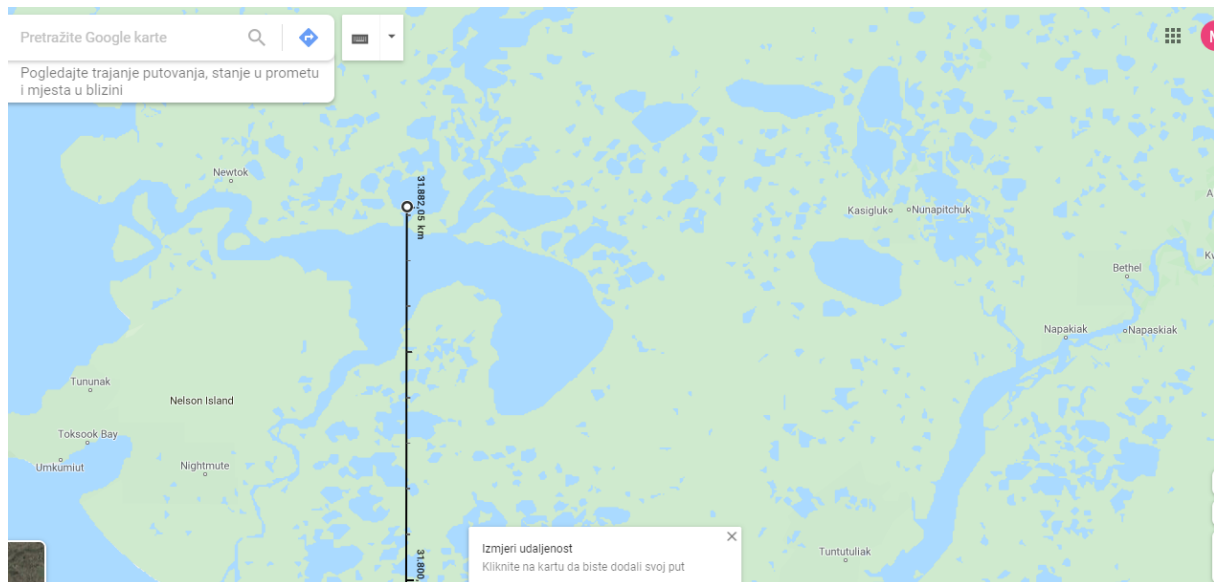 Pretražite Google karte
Pogledajte trajanje putovanja, stanje u prometu
i mjesta u blizini
Newtok
31.882,05 km
Kasigluk
Nunapitchuk
Bethel
Napakiak
Napaskiak
Tununak
Nelson Island
Toksook Bay
Umkumiut
Nightmute
31.800,
Tuntutuliak
Izmjeri udaljenost
Kliknite na kartu da biste dodali svoj put